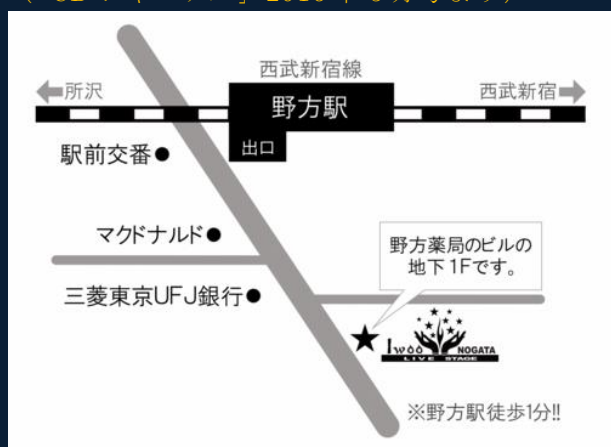 西武新宿線
所沢
西武新宿
野方駅
出口
駅前交番
マクドナルド
野方薬局のビルの
地下1Fです。
三菱東京UFJ銀行
Iwoo NOGATA
LIVE STAGE
※野方駅徒歩1分!!